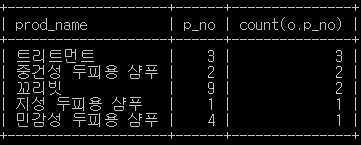 prod_name | p_no | count(o.p_no)
트리트먼트 | 3 | 3
중건성 두피용 샴푸 | 2 | 2
꼬리빗 | 9 | 2
지성 두피용 샴푸 | 1 | 1
민감성 두피용 샴푸 | 4 | 1